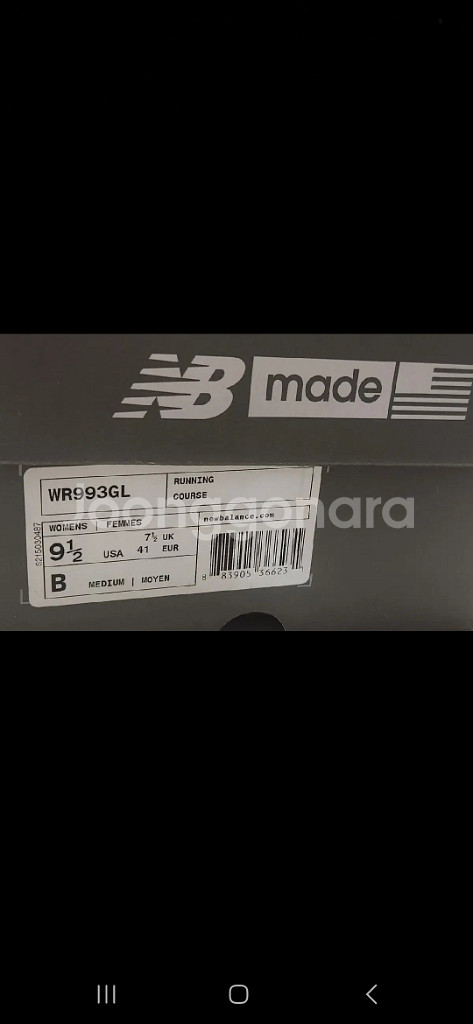 NB made
WR993GL
RUNNING
COURSE
joonggonara
WOMENS | FEMMES
newbalance.com
9½ USA
7½ UK
41 EUR
B MEDIUM | MOYEN
8 83905 36623
5215030487